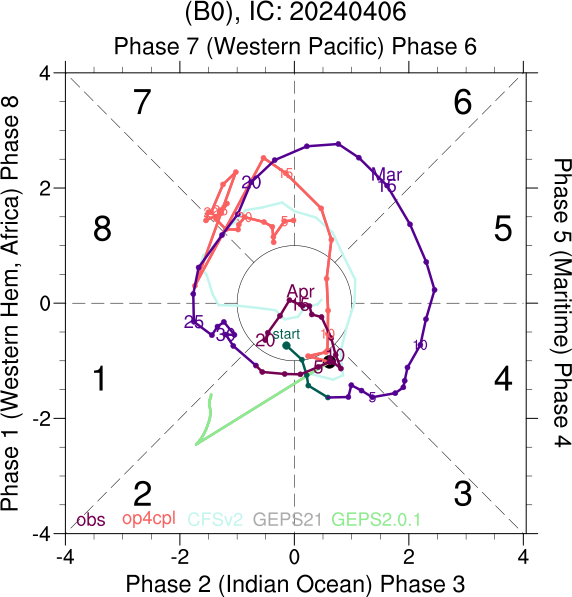 (B0), IC: 20240406
Phase 7 (Western Pacific) Phase 6
Phase 1 (Western Hem, Africa) Phase 8
Phase 5 (Maritime) Phase 4
4
2
0
-2
-4
7
6
8
5
1
4
2
3
20
15
Mar
15
5
Apr
15
25
20
start
10
10
5
5
obs op4cpl CFSv2 GEPS21 GEPS2.0.1
-4 -2 0 2 4
Phase 2 (Indian Ocean) Phase 3